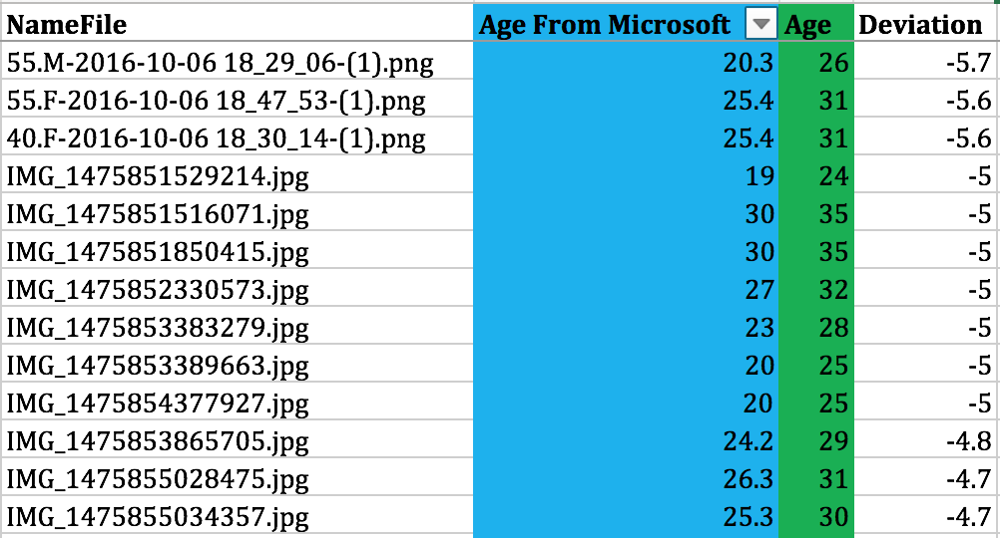 NameFile Age From Microsoft Age Deviation
55.M-2016-10-06 18_29_06-(1).png 20.3 26 -5.7
55.F-2016-10-06 18_47_53-(1).png 25.4 31 -5.6
40.F-2016-10-06 18_30_14-(1).png 25.4 31 -5.6
IMG_1475851529214.jpg 19 24 -5
IMG_1475851516071.jpg 30 35 -5
IMG_1475851850415.jpg 30 35 -5
IMG_1475852330573.jpg 27 32 -5
IMG_1475853383279.jpg 23 28 -5
IMG_1475853389663.jpg 20 25 -5
IMG_1475854377927.jpg 20 25 -5
IMG_1475853865705.jpg 24.2 29 -4.8
IMG_1475855028475.jpg 26.3 31 -4.7
IMG_1475855034357.jpg 25.3 30 -4.7